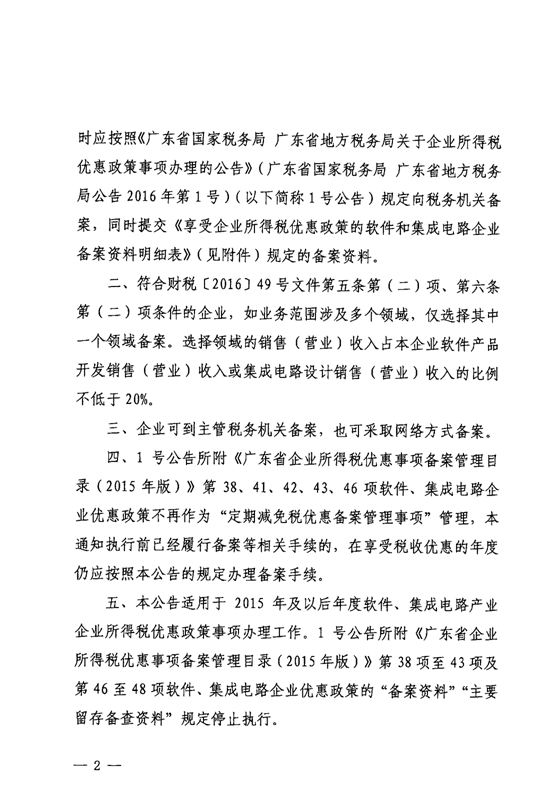 时应按照《广东省国家税务局 广东省地方税务局关于企业所得税
优惠政策事项办理的公告》（广东省国家税务局 广东省地方税务
局公告 2016 年第 1 号）（以下简称 1 号公告）规定向税务机关备
案，同时提交《享受企业所得税优惠政策的软件和集成电路企业
备案资料明细表》（见附件）规定的备案资料。
二、符合财税〔2016〕49 号文件第五条第（二）项、第六条
第（二）项条件的企业，如业务范围涉及多个领域，仅选择其中
一个领域备案。选择领域的销售（营业）收入占本企业软件产品
开发销售（营业）收入或集成电路设计销售（营业）收入的比例
不低于 20%。
三、企业可到主管税务机关备案，也可采取网络方式备案。
四、1 号公告所附《广东省企业所得税优惠事项备案管理目
录（2015 年版）》第 38、41、42、43、46 项软件、集成电路企
业优惠政策不再作为“定期减免税优惠备案管理事项”管理，本
通知执行前已经履行备案等相关手续的，在享受税收优惠的年度
仍应按照本公告的规定办理备案手续。
五、本公告适用于 2015 年及以后年度软件、集成电路产业
企业所得税优惠政策事项办理工作。1 号公告所附《广东省企业
所得税优惠事项备案管理目录（2015 年版）》第 38 项至 43 项及
第 46 至 48 项软件、集成电路企业优惠政策的“备案资料”“主要
留存备查资料”规定停止执行。
— 2 —